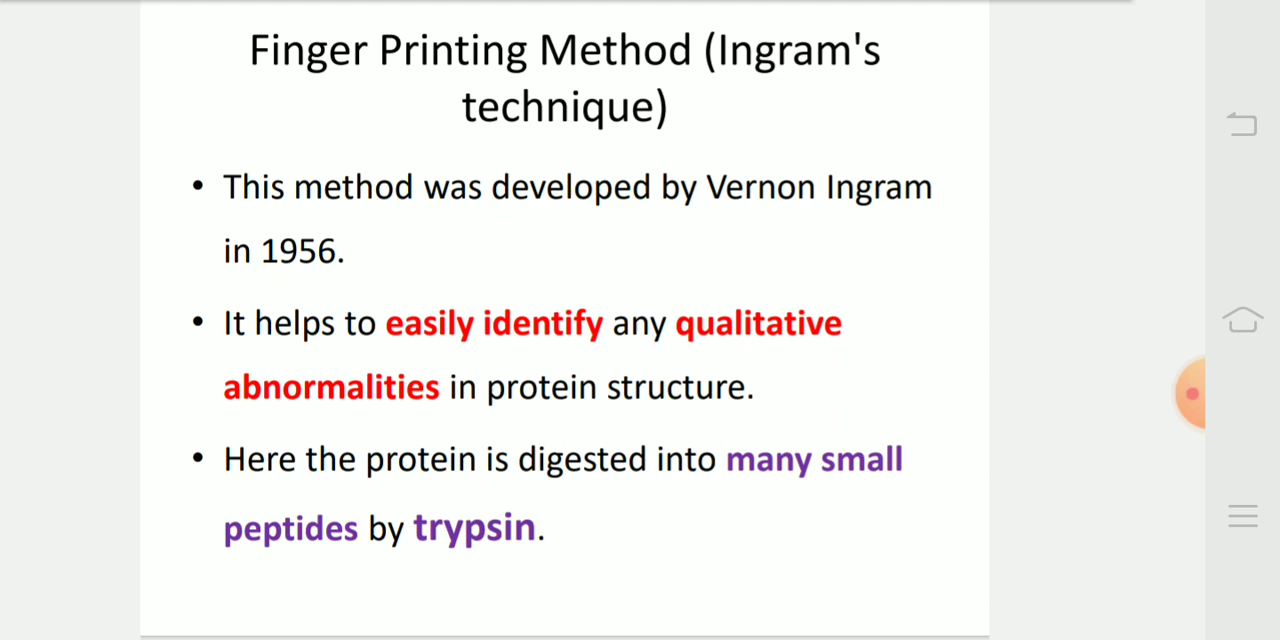 Finger Printing Method (Ingram's
technique)
• This method was developed by Vernon Ingram
in 1956.
• It helps to easily identify any qualitative
abnormalities in protein structure.
• Here the protein is digested into many small
peptides by trypsin.